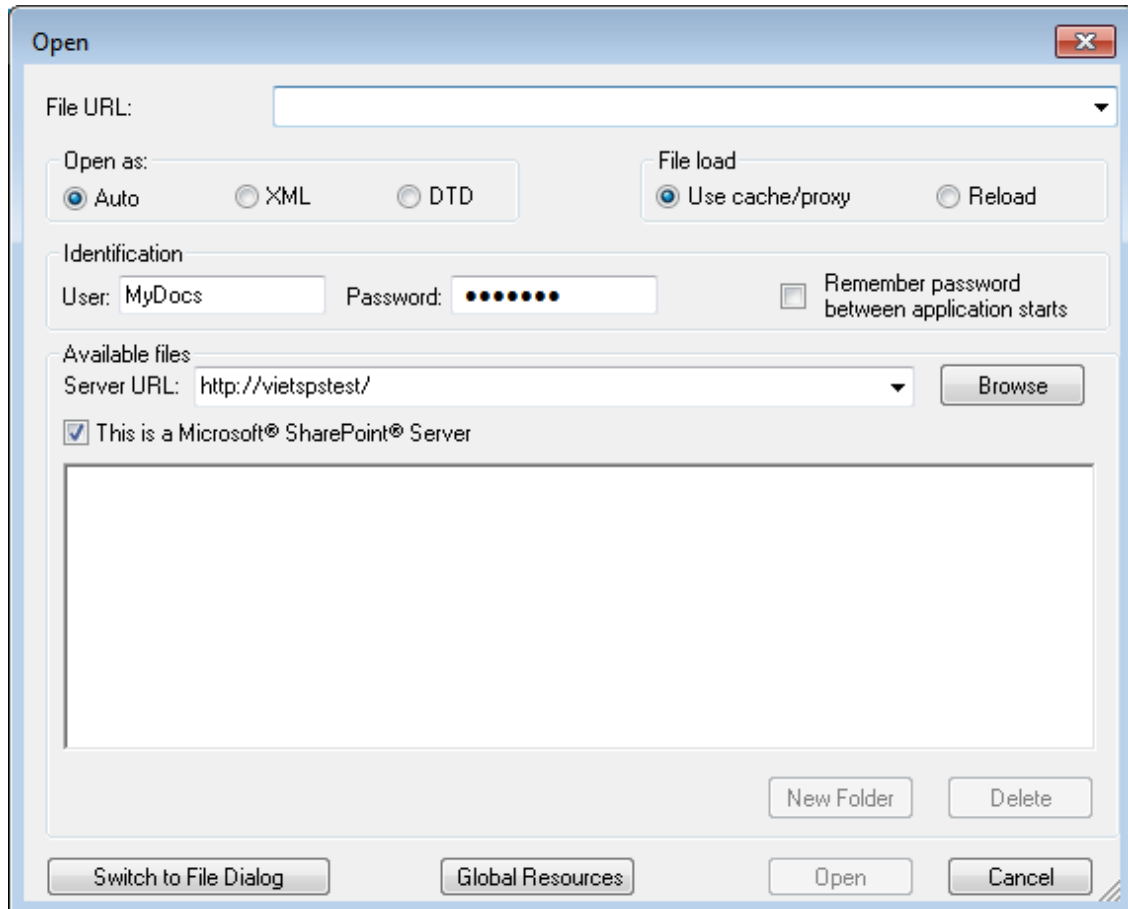 Open
File URL:
Open as:
File load
Auto XML DTD
Use cache/proxy Reload
Identification
User: MyDocs Password: ●●●●●●●
Remember password
between application starts
Available files
Server URL: http://vietspstest/ Browse
This is a Microsoft® SharePoint® Server
New Folder Delete
Switch to File Dialog Global Resources Open Cancel